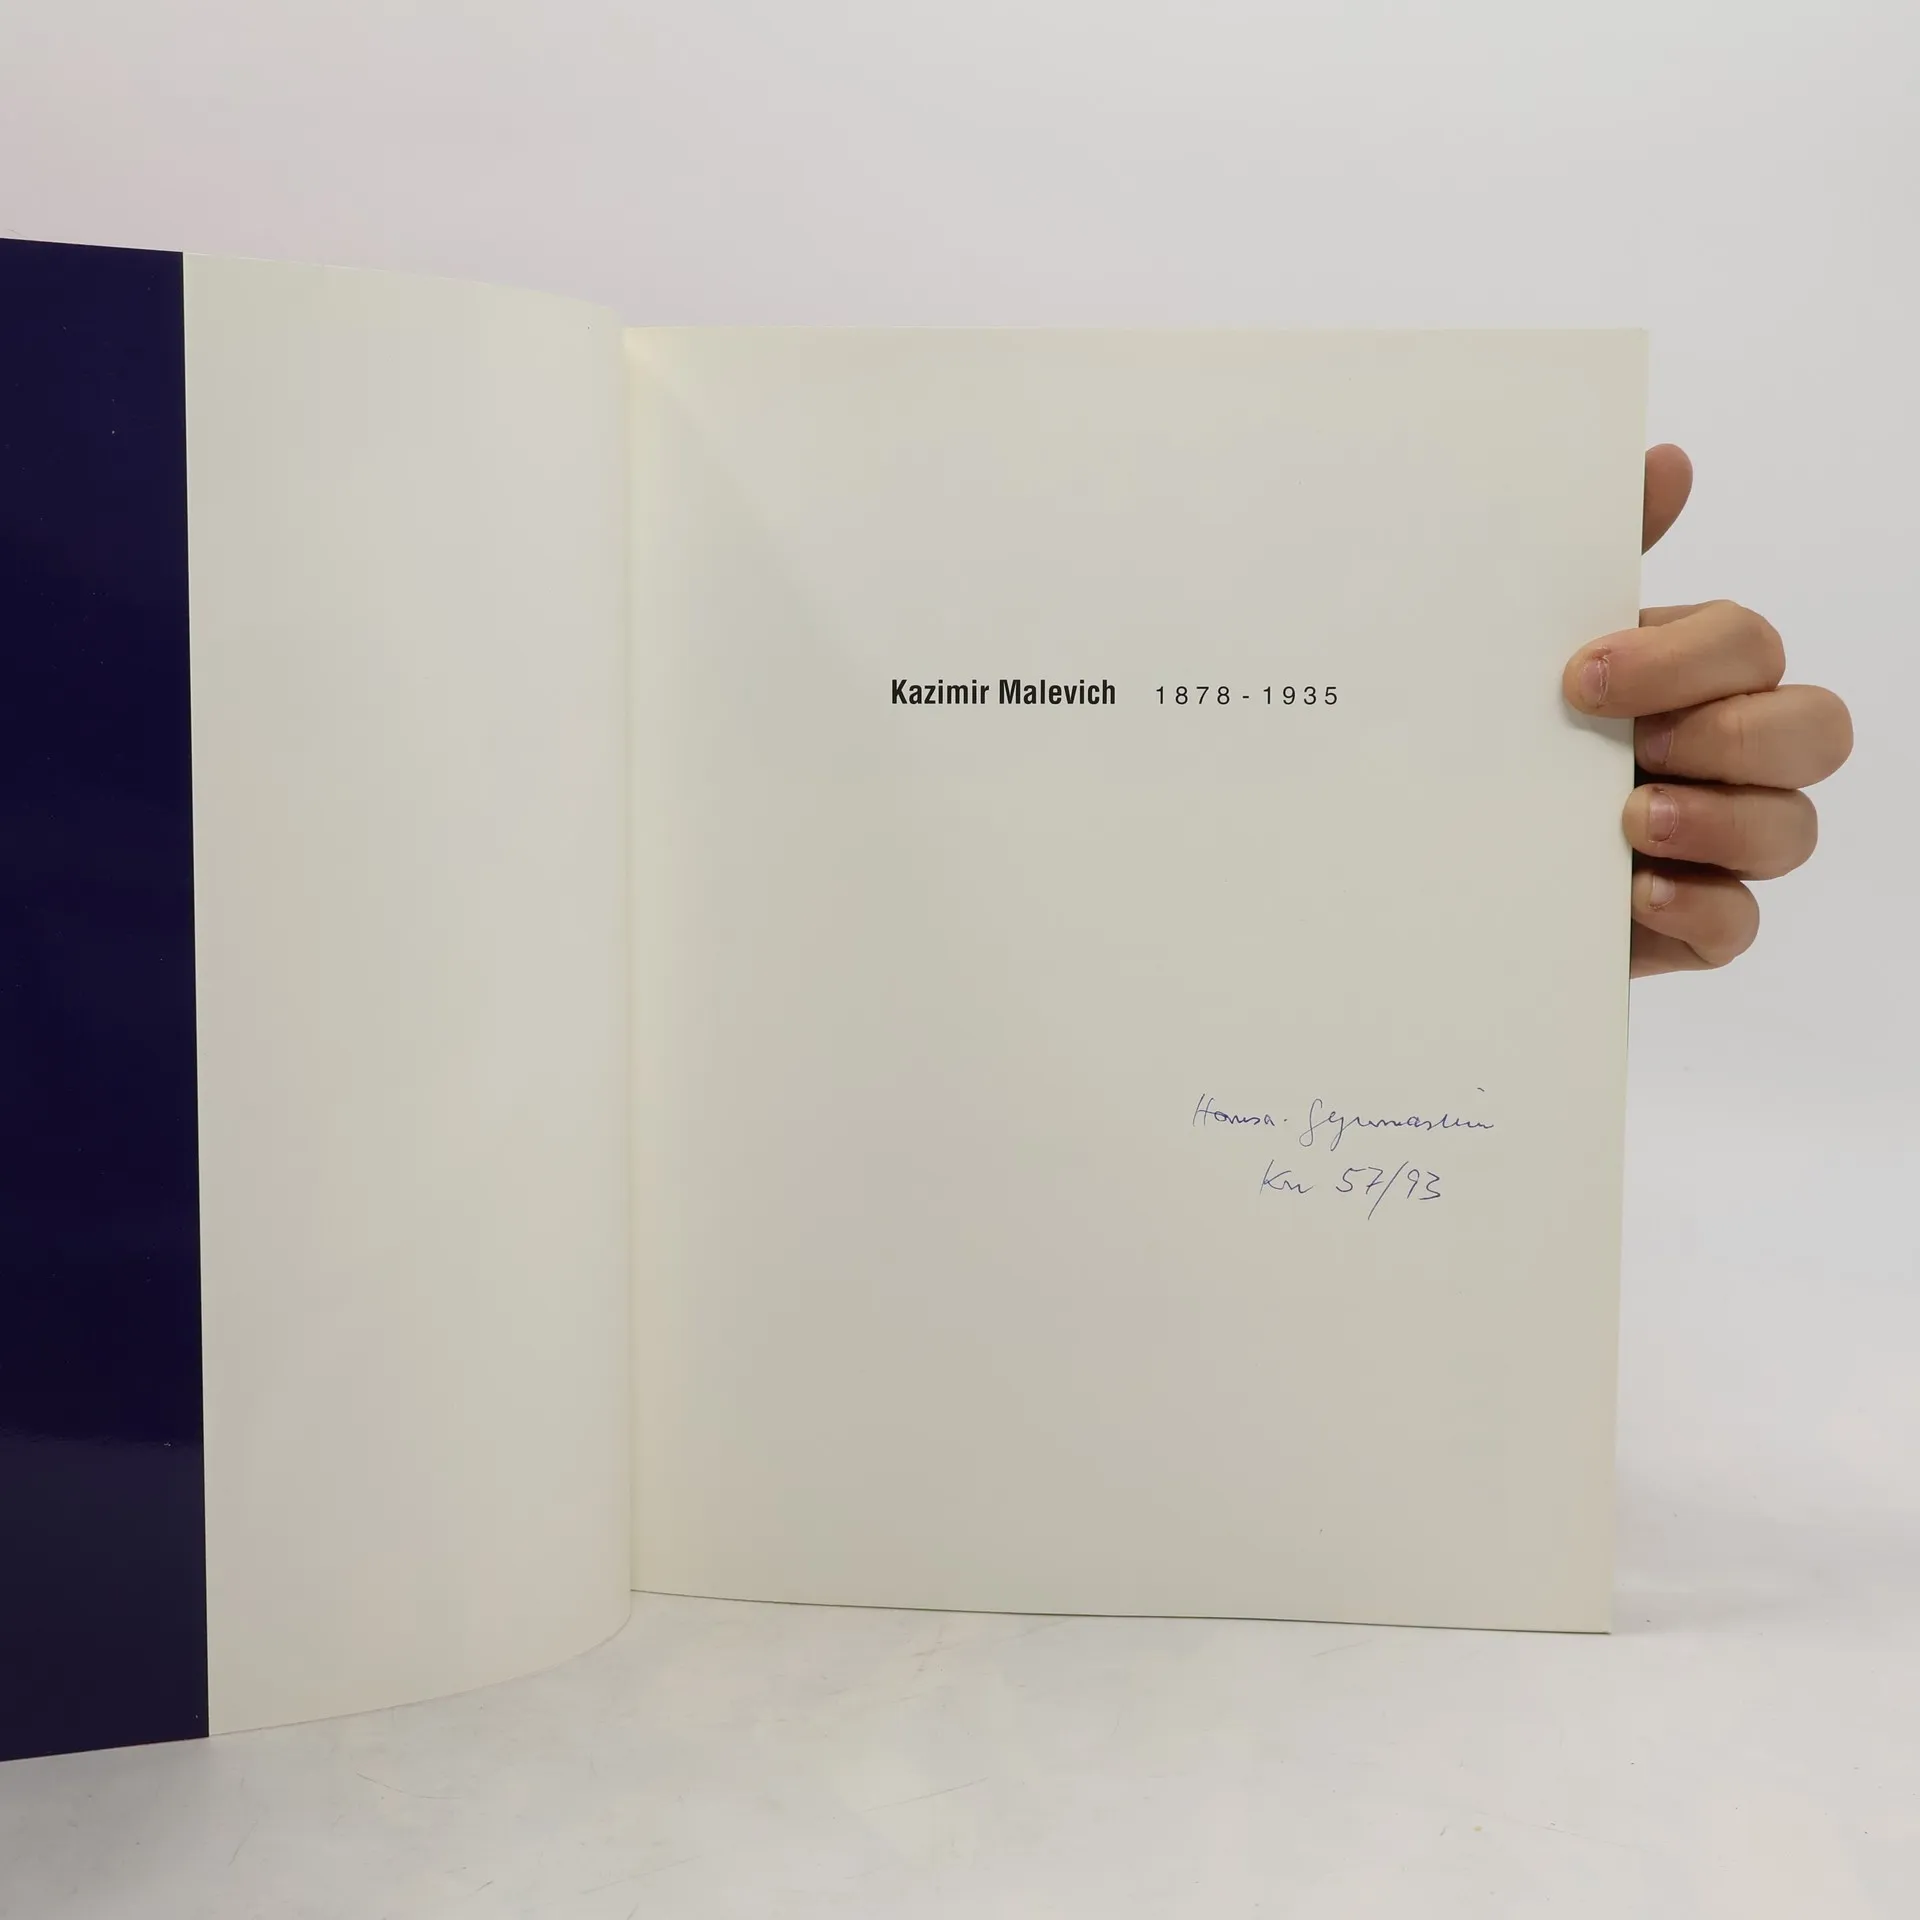 Kazimir Malevich 1878-1935
Hansa-Gymnasium
Kn 57/93